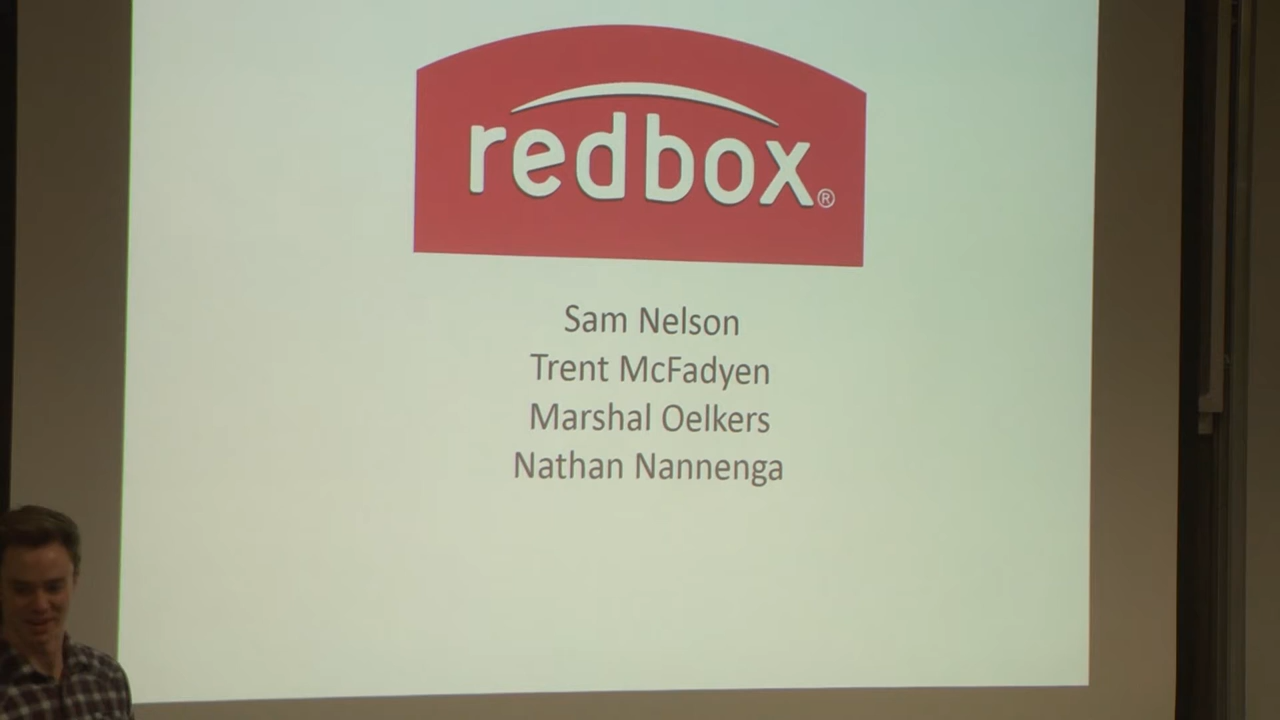 redbox®
Sam Nelson
Trent McFadyen
Marshal Oelkers
Nathan Nannenga